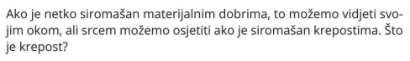 Ako je netko siromašan materijalnim dobrima, to možemo vidjeti svo-
jim okom, ali srcem možemo osjetiti ako je siromašan krepostima. Što
je krepost?